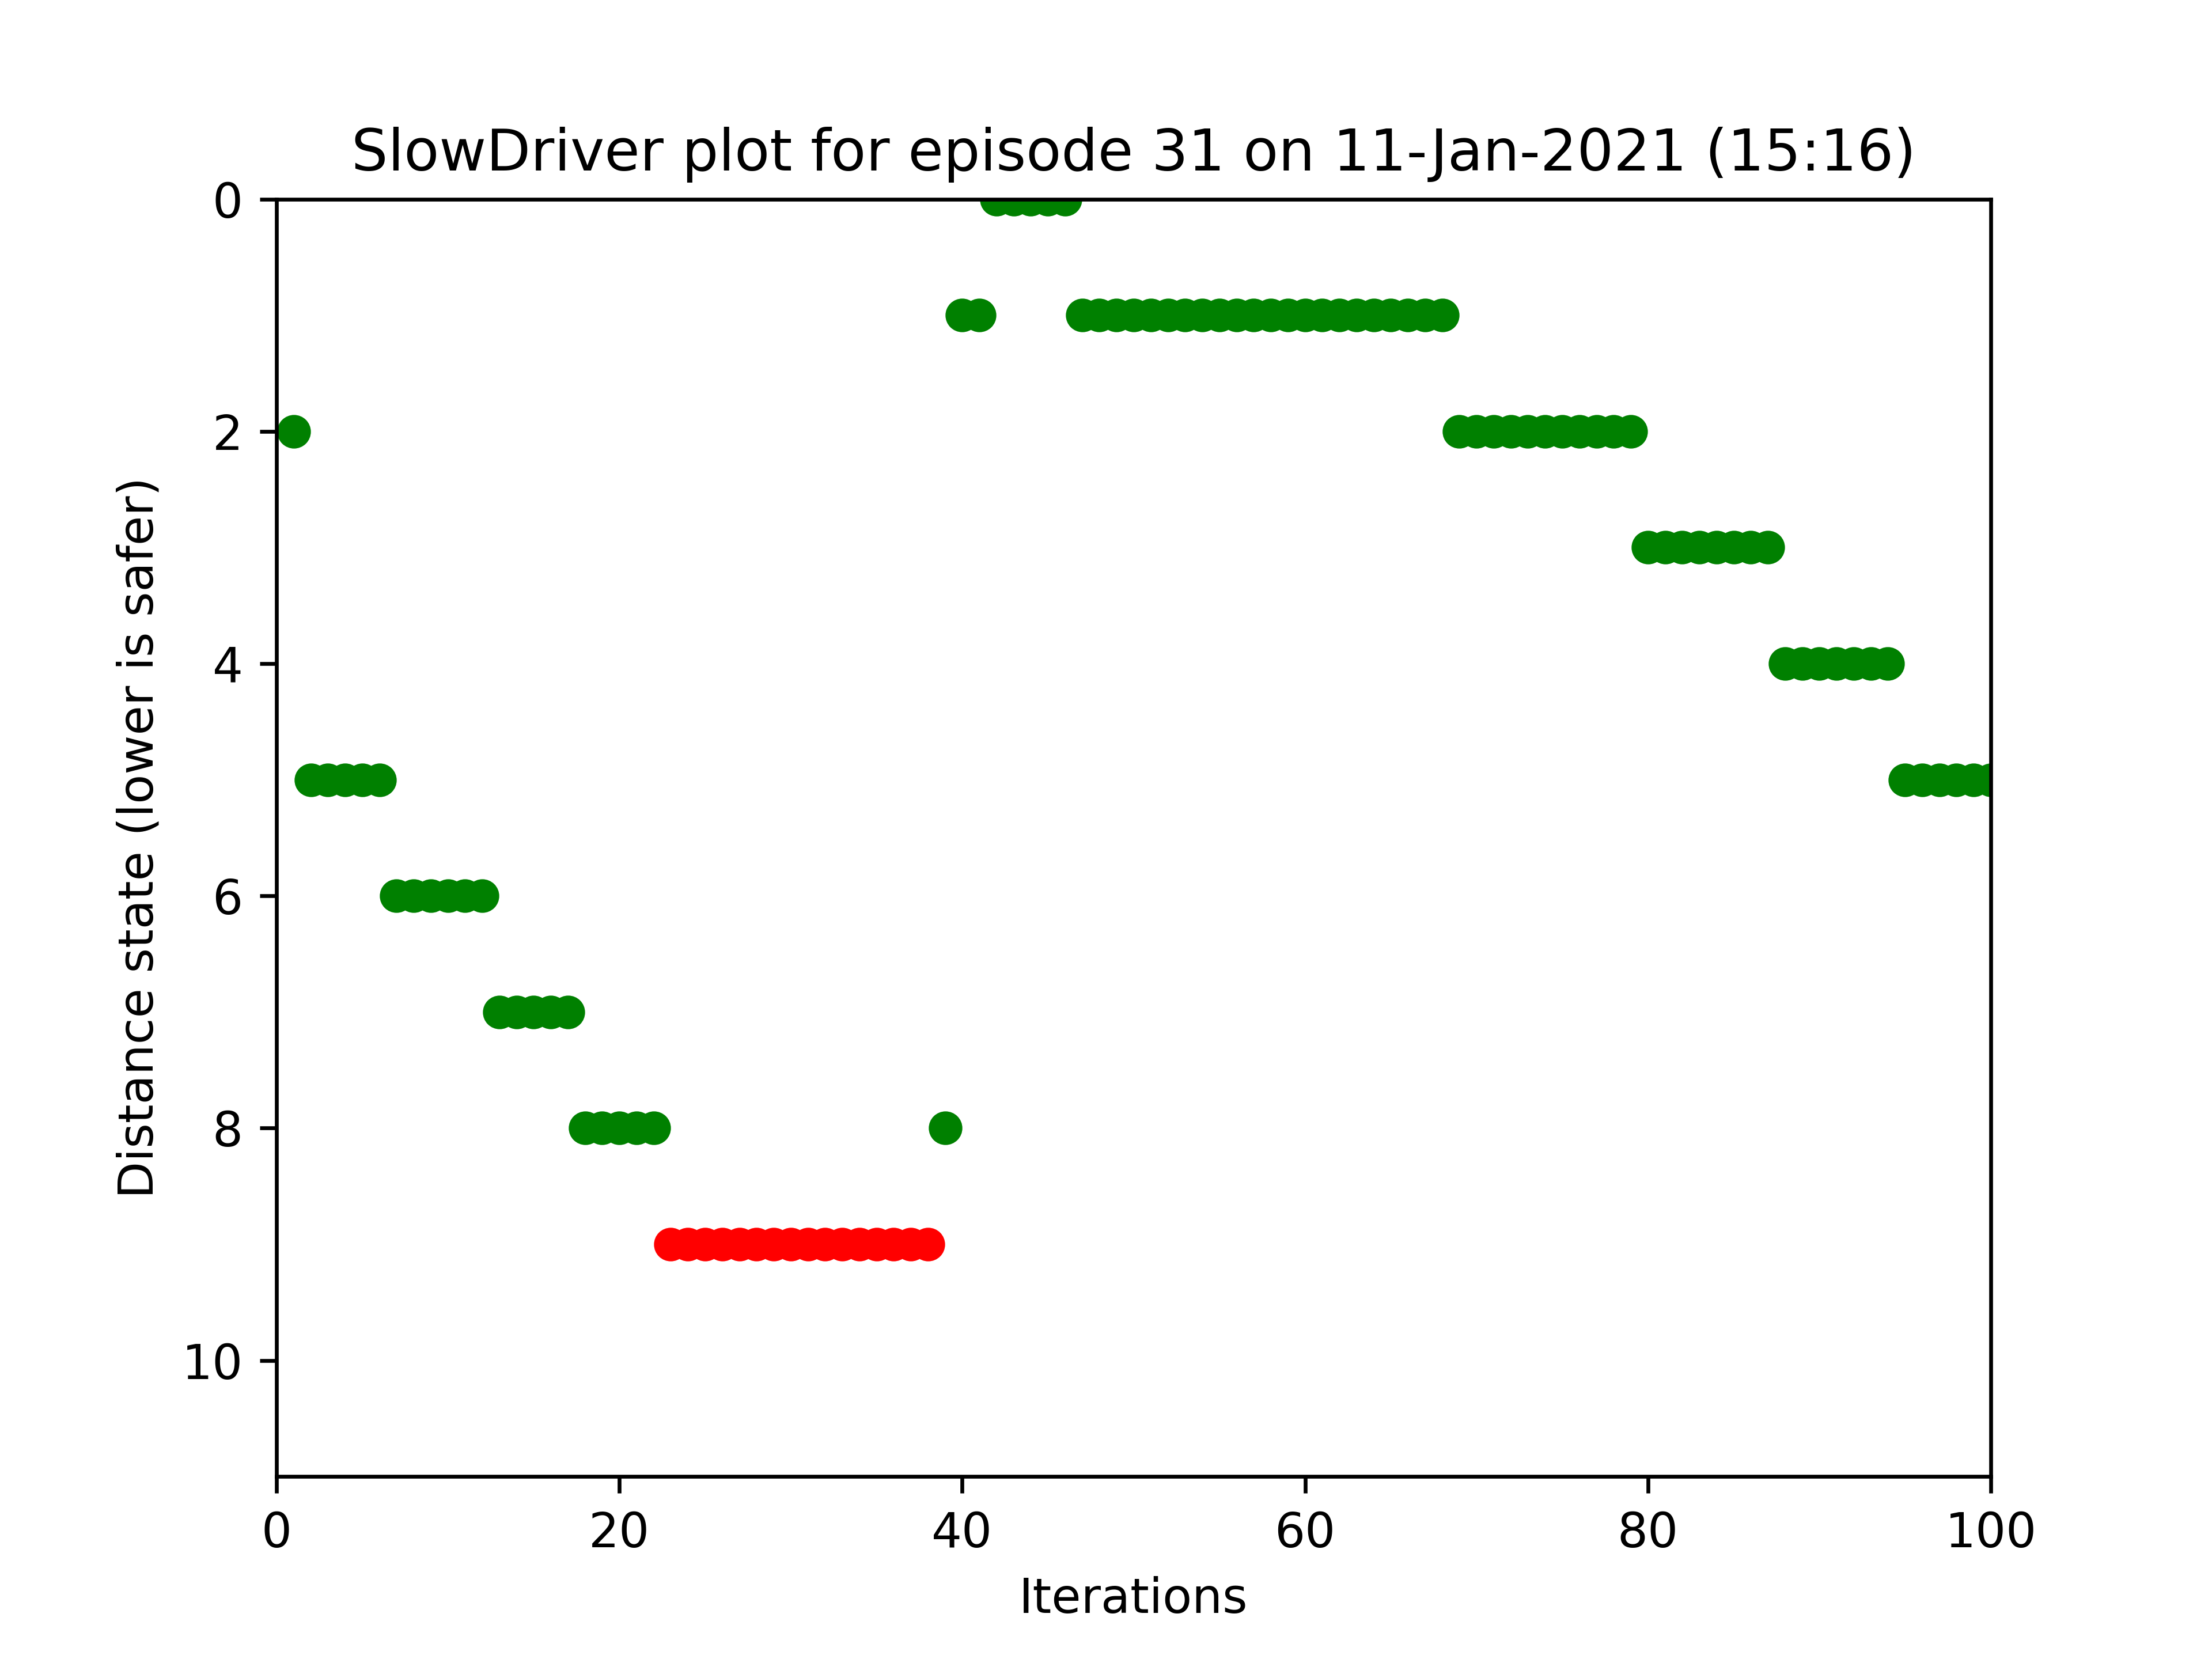 SlowDriver plot for episode 31 on 11-Jan-2021 (15:16)
Distance state (lower is safer)
0
2
4
6
8
10
0 20 40 60 80 100
Iterations